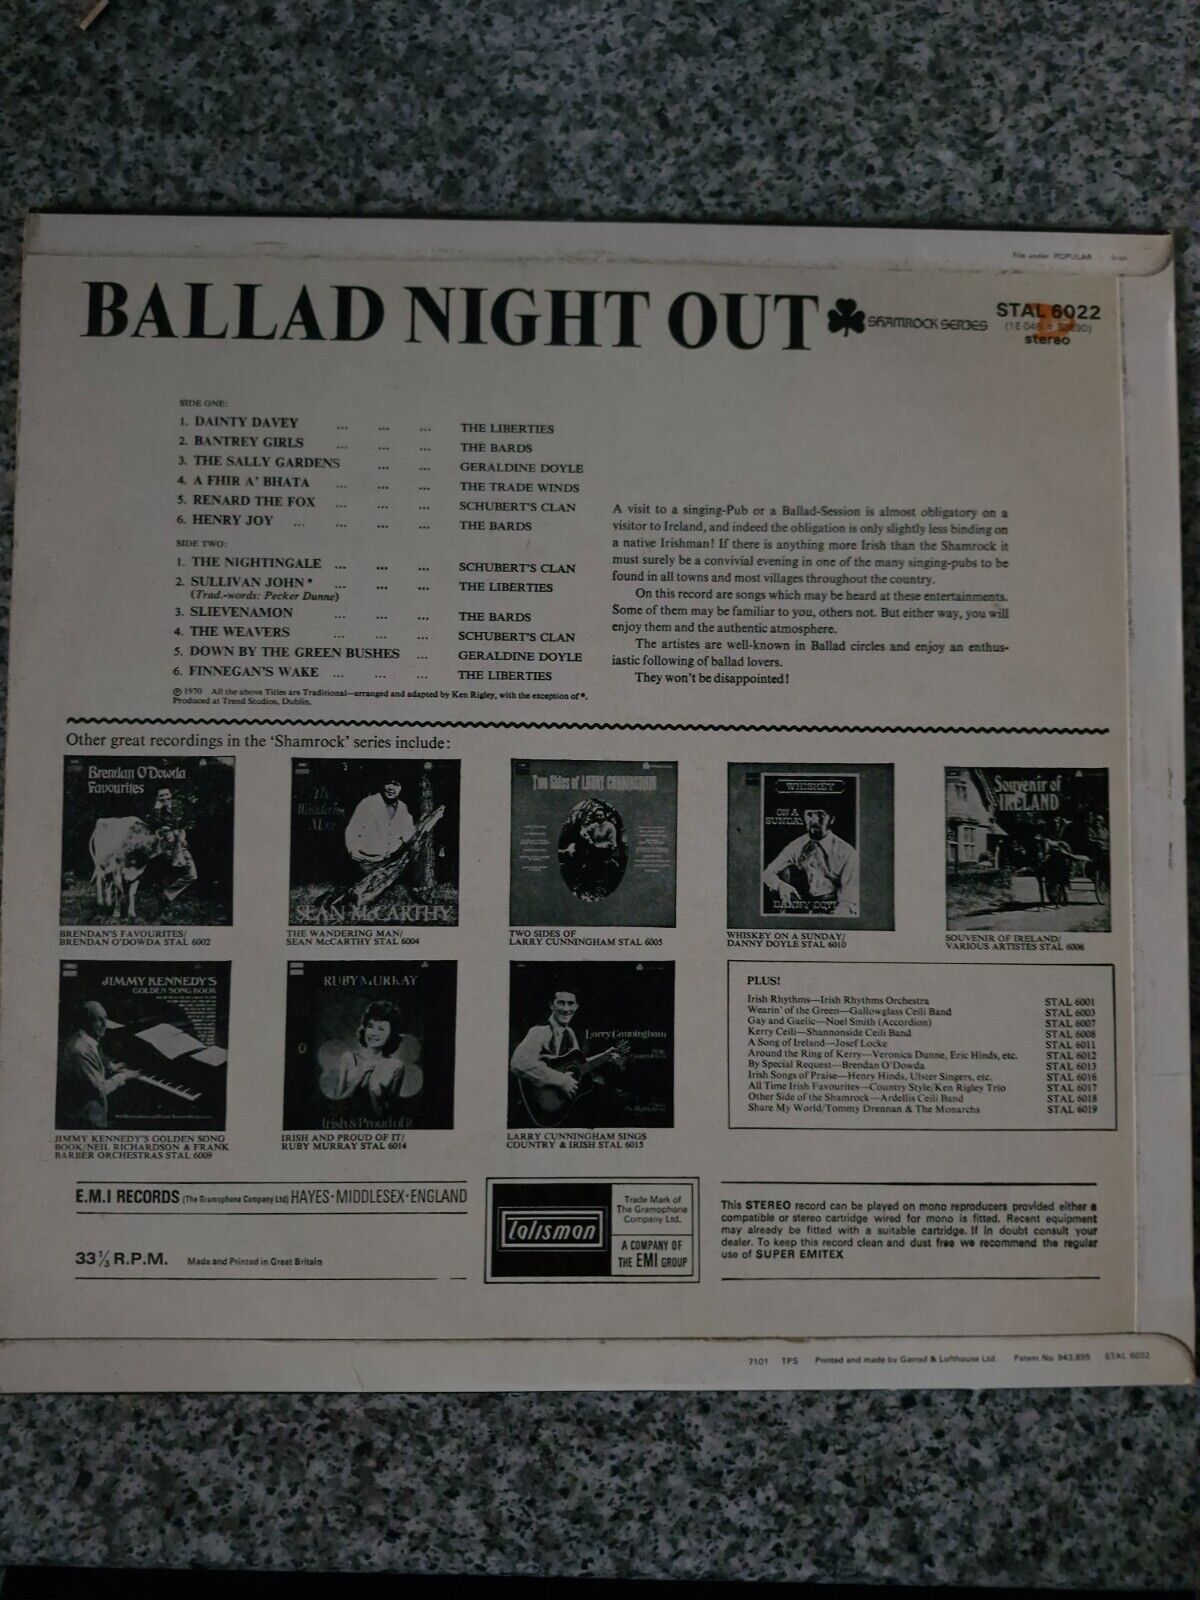 File under POPULAR : Irish
BALLAD NIGHT OUT
SHAMROCK SERIES
STAL 6022
stereo
SIDE ONE:
1. DAINTY DAVEY ... ... ... THE LIBERTIES
2. BANTREY GIRLS ... ... ... THE BARDS
3. THE SALLY GARDENS ... ... GERALDINE DOYLE
4. A FHIR A' BHATA ... ... ... THE TRADE WINDS
5. RENARD THE FOX ... ... ... SCHUBERT'S CLAN
6. HENRY JOY ... ... ... ... THE BARDS
SIDE TWO:
1. THE NIGHTINGALE ... ... ... SCHUBERT'S CLAN
2. SULLIVAN JOHN* ... ... ... THE LIBERTIES
(Trad.-words: Pecker Dunne)
3. SLIEVENAMON ... ... ... THE BARDS
4. THE WEAVERS ... ... ... SCHUBERT'S CLAN
5. DOWN BY THE GREEN BUSHES ... GERALDINE DOYLE
6. FINNEGAN'S WAKE ... ... ... THE LIBERTIES
℗ 1970 All the above Titles are Traditional—arranged and adapted by Ken Rigley, with the exception of *.
Produced at Trend Studios, Dublin.
A visit to a singing-Pub or a Ballad-Session is almost obligatory on a
visitor to Ireland, and indeed the obligation is only slightly less binding on
a native Irishman! If there is anything more Irish than the Shamrock it
must surely be a convivial evening in one of the many singing-pubs to be
found in all towns and most villages throughout the country.
On this record are songs which may be heard at these entertainments.
Some of them may be familiar to you, others not. But either way, you will
enjoy them and the authentic atmosphere.
The artistes are well-known in Ballad circles and enjoy an enthus-
iastic following of ballad lovers.
They won't be disappointed!
Other great recordings in the 'Shamrock' series include:
Brendan O'Dowda
Favourites
The
Wandering
Man
SEAN McCARTHY
Two Sides of LARRY CUNNINGHAM
WHISKEY
ON A
SUNDAY
DANNY DOYLE
Souvenir of
IRELAND
BRENDAN'S FAVOURITES/
BRENDAN O'DOWDA STAL 6002
THE WANDERING MAN/
SEAN McCARTHY STAL 6004
TWO SIDES OF
LARRY CUNNINGHAM STAL 6005
WHISKEY ON A SUNDAY/
DANNY DOYLE STAL 6010
SOUVENIR OF IRELAND/
VARIOUS ARTISTES STAL 6006
JIMMY KENNEDY'S
GOLDEN SONG BOOK
RUBY MURRAY
Irish & Proud of it
Larry Cunningham
JIMMY KENNEDY'S GOLDEN SONG
BOOK/NEIL RICHARDSON & FRANK
BARBER ORCHESTRAS STAL 6009
IRISH AND PROUD OF IT/
RUBY MURRAY STAL 6014
LARRY CUNNINGHAM SINGS
COUNTRY & IRISH STAL 6015
PLUS!
Irish Rhythms—Irish Rhythms Orchestra STAL 6001
Wearin' of the Green—Gallowglass Ceili Band STAL 6003
Gay and Gaelic—Noel Smith (Accordion) STAL 6007
Kerry Ceili—Shannonside Ceili Band STAL 6008
A Song of Ireland—Josef Locke STAL 6011
Around the Ring of Kerry—Veronica Dunne, Eric Hinds, etc. STAL 6012
By Special Request—Brendan O'Dowda STAL 6013
Irish Songs of Praise—Henry Hinds, Ulster Singers, etc. STAL 6016
All Time Irish Favourites—Country Style/Ken Rigley Trio STAL 6017
Other Side of the Shamrock—Ardellis Ceili Band STAL 6018
Share My World/Tommy Drennan & The Monarchs STAL 6019
E.M.I RECORDS (The Gramophone Company Ltd) HAYES·MIDDLESEX·ENGLAND
33⅓ R.P.M. Made and Printed in Great Britain
talisman
Trade Mark of
The Gramophone
Company Ltd.
A COMPANY OF
THE EMI GROUP
This STEREO record can be played on mono reproducers provided either a
compatible or stereo cartridge wired for mono is fitted. Recent equipment
may already be fitted with a suitable cartridge. If in doubt consult your
dealer. To keep this record clean and dust free we recommend the regular
use of SUPER EMITEX
7101 TPS Printed and made by Garrod & Lofthouse Ltd. Patent No. 943,895 STAL 6022